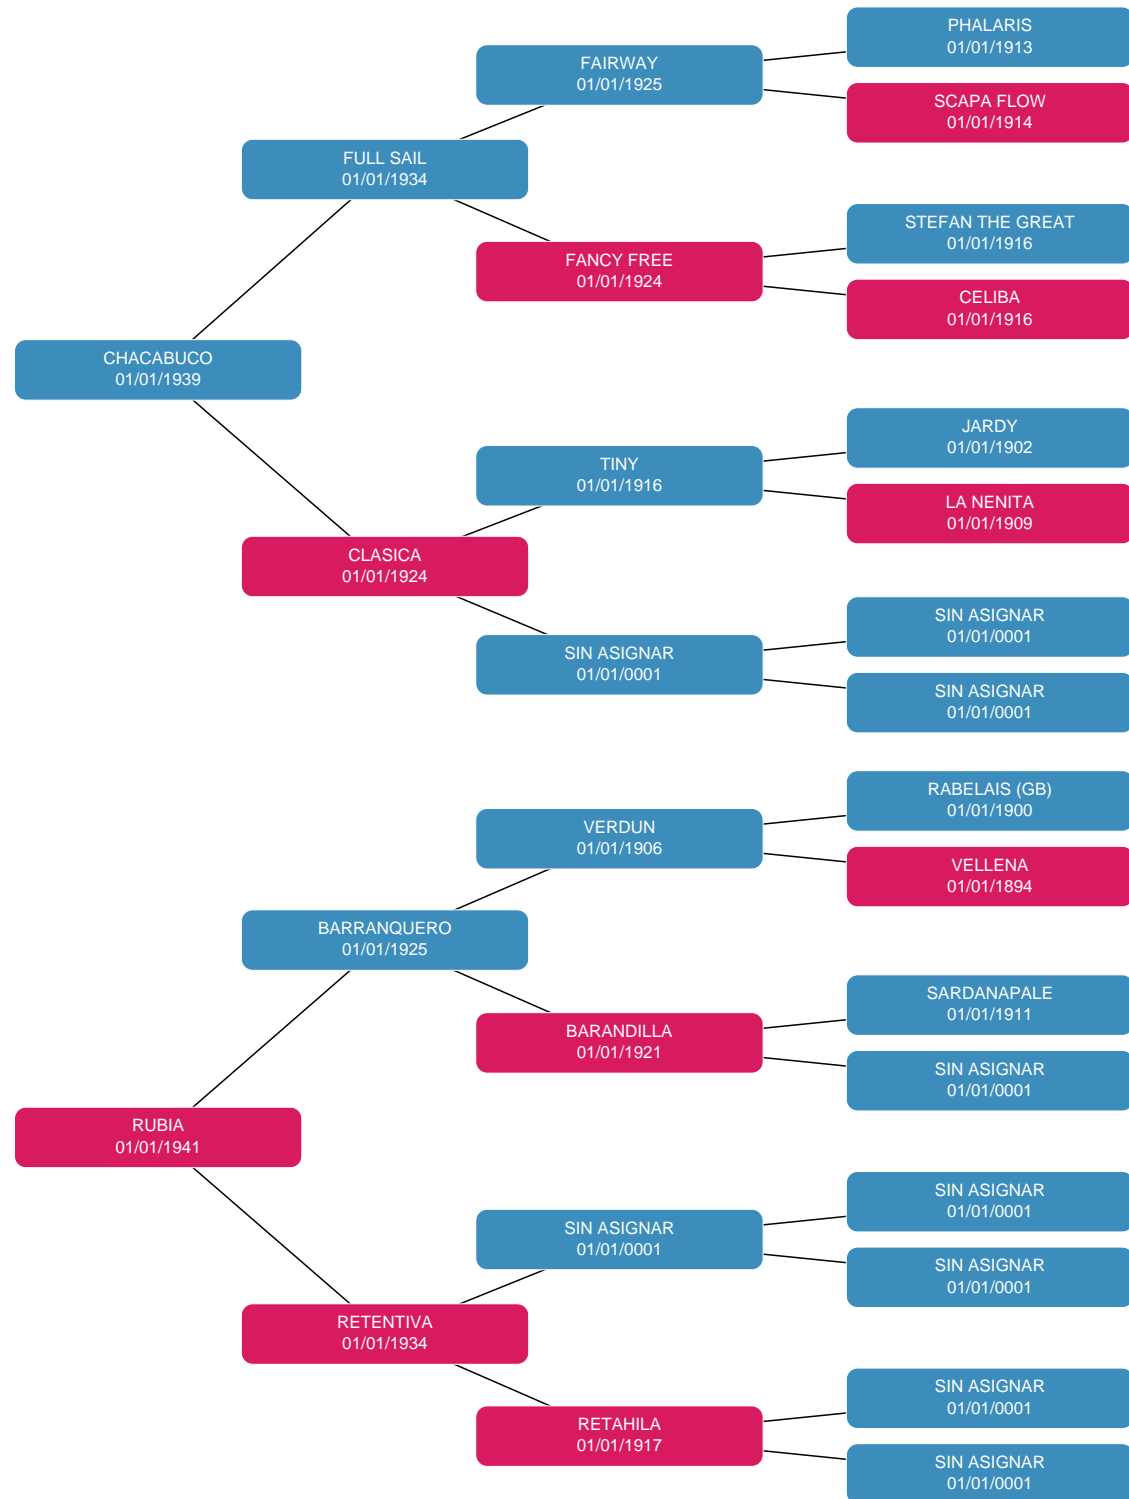 PHALARIS
01/01/1913
FAIRWAY
01/01/1925
SCAPA FLOW
01/01/1914
FULL SAIL
01/01/1934
STEFAN THE GREAT
01/01/1916
FANCY FREE
01/01/1924
CELIBA
01/01/1916
CHACABUCO
01/01/1939
JARDY
01/01/1902
TINY
01/01/1916
LA NENITA
01/01/1909
CLASICA
01/01/1924
SIN ASIGNAR
01/01/0001
SIN ASIGNAR
01/01/0001
SIN ASIGNAR
01/01/0001
RABELAIS (GB)
01/01/1900
VERDUN
01/01/1906
VELLENA
01/01/1894
BARRANQUERO
01/01/1925
SARDANAPALE
01/01/1911
BARANDILLA
01/01/1921
SIN ASIGNAR
01/01/0001
RUBIA
01/01/1941
SIN ASIGNAR
01/01/0001
SIN ASIGNAR
01/01/0001
SIN ASIGNAR
01/01/0001
RETENTIVA
01/01/1934
SIN ASIGNAR
01/01/0001
RETAHILA
01/01/1917
SIN ASIGNAR
01/01/0001